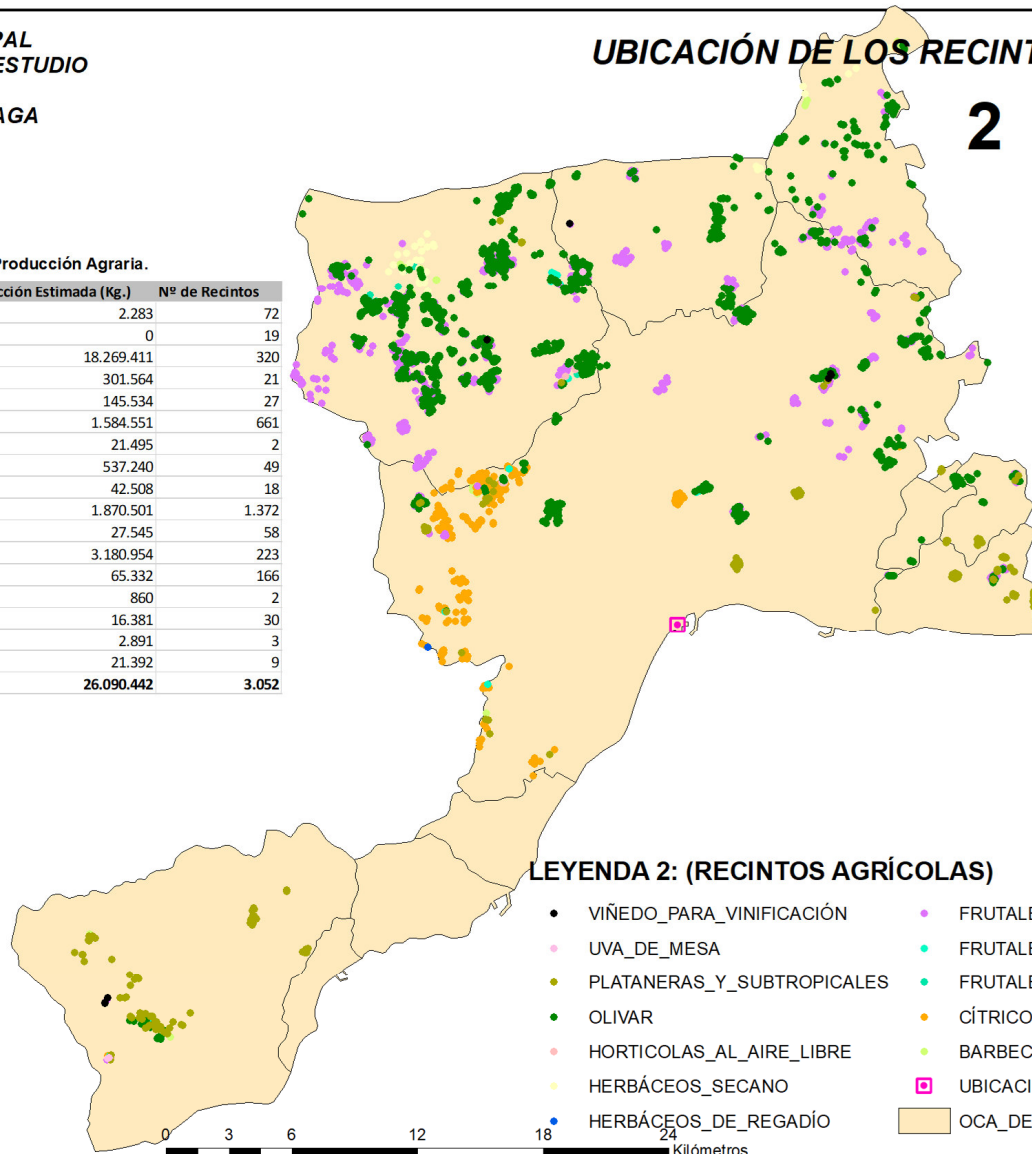 PAL
ESTUDIO
AGA
UBICACIÓN DE LOS RECINT
2
Producción Agraria.
cción Estimada (Kg.) Nº de Recintos
2.283 72
0 19
18.269.411 320
301.564 21
145.534 27
1.584.551 661
21.495 2
537.240 49
42.508 18
1.870.501 1.372
27.545 58
3.180.954 223
65.332 166
860 2
16.381 30
2.891 3
21.392 9
26.090.442 3.052
LEYENDA 2: (RECINTOS AGRÍCOLAS)
VIÑEDO_PARA_VINIFICACIÓN
UVA_DE_MESA
PLATANERAS_Y_SUBTROPICALES
OLIVAR
HORTICOLAS_AL_AIRE_LIBRE
HERBÁCEOS_SECANO
HERBÁCEOS_DE_REGADÍO
FRUTALE
FRUTALE
FRUTALE
CÍTRICO
BARBEC
UBICACI
OCA_DE
0 3 6 12 18 24
Kilómetros